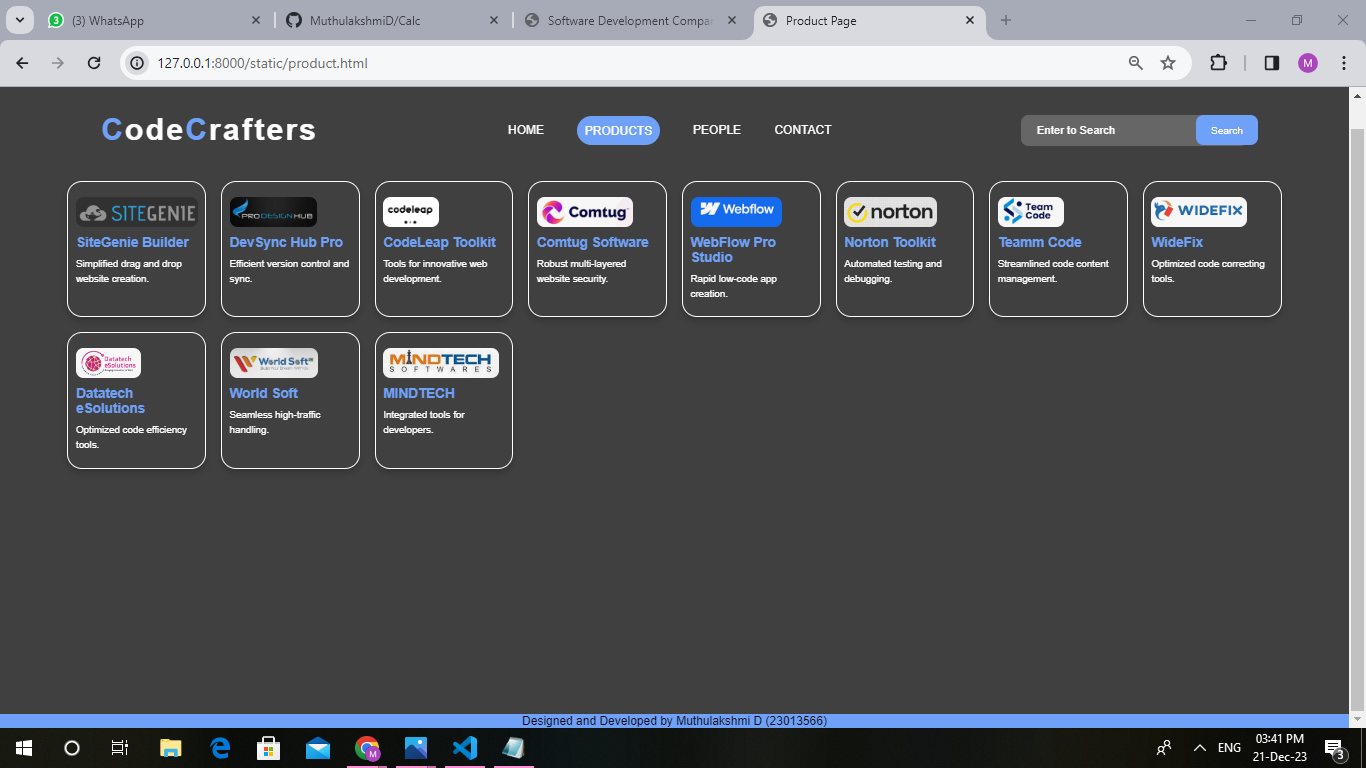 (3) WhatsApp
MuthulakshmiD/Calc
Software Development Compan
Product Page
127.0.0.1:8000/static/product.html
M
CodeCrafters
HOME
PRODUCTS
PEOPLE
CONTACT
Enter to Search
Search
SITEGENIE
PRODESIGNHUB
codeleap
Comtug
Webflow
norton
Team
Code
WIDEFIX
SiteGenie Builder
Simplified drag and drop
website creation.
DevSync Hub Pro
Efficient version control and
sync.
CodeLeap Toolkit
Tools for innovative web
development.
Comtug Software
Robust multi-layered
website security.
WebFlow Pro
Studio
Rapid low-code app
creation.
Norton Toolkit
Automated testing and
debugging.
Teamm Code
Streamlined code content
management.
WideFix
Optimized code correcting
tools.
Datatech
eSolutions
World Soft
MINDTECH
SOFTWARES
Datatech
eSolutions
Optimized code efficiency
tools.
World Soft
Seamless high-traffic
handling.
MINDTECH
Integrated tools for
developers.
Designed and Developed by Muthulakshmi D (23013566)
ENG
03:41 PM
21-Dec-23
3